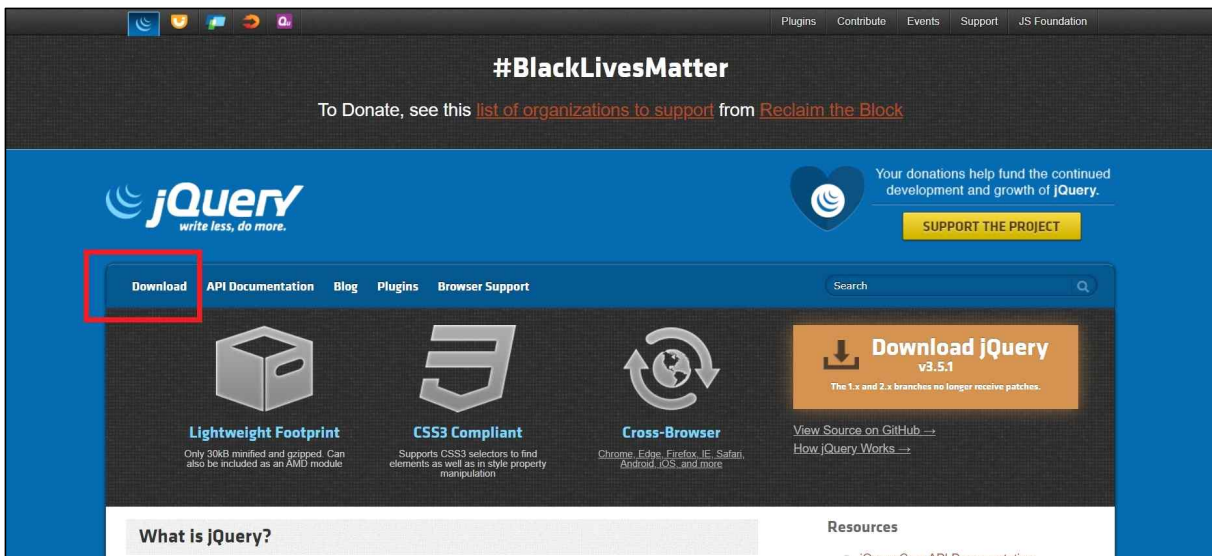 Plugins Contribute Events Support JS Foundation
#BlackLivesMatter
To Donate, see this list of organizations to support from Reclaim the Block
jQuery
write less, do more.
Your donations help fund the continued
development and growth of jQuery.
SUPPORT THE PROJECT
Download API Documentation Blog Plugins Browser Support
Search
Lightweight Footprint
Only 30kB minified and gzipped. Can
also be included as an AMD module
CSS3 Compliant
Supports CSS3 selectors to find
elements as well as in style property
manipulation
Cross-Browser
Chrome, Edge, Firefox, IE, Safari,
Android, iOS, and more
Download jQuery
v3.5.1
The 1.x and 2.x branches no longer receive patches.
View Source on GitHub →
How jQuery Works →
What is jQuery?
Resources